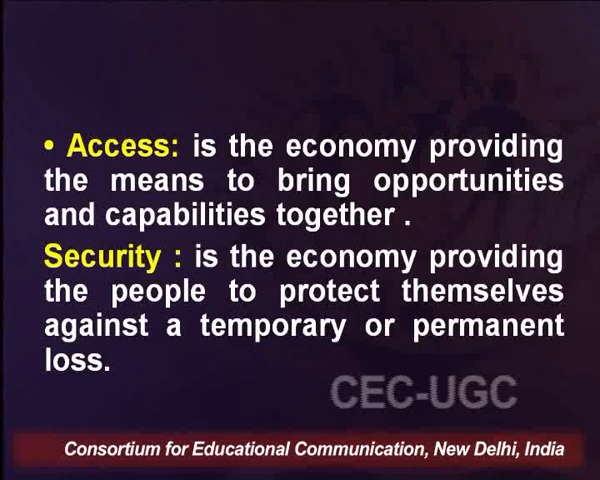 • Access: is the economy providing
the means to bring opportunities
and capabilities together .
Security : is the economy providing
the people to protect themselves
against a temporary or permanent
loss.
CEC-UGC
Consortium for Educational Communication, New Delhi, India